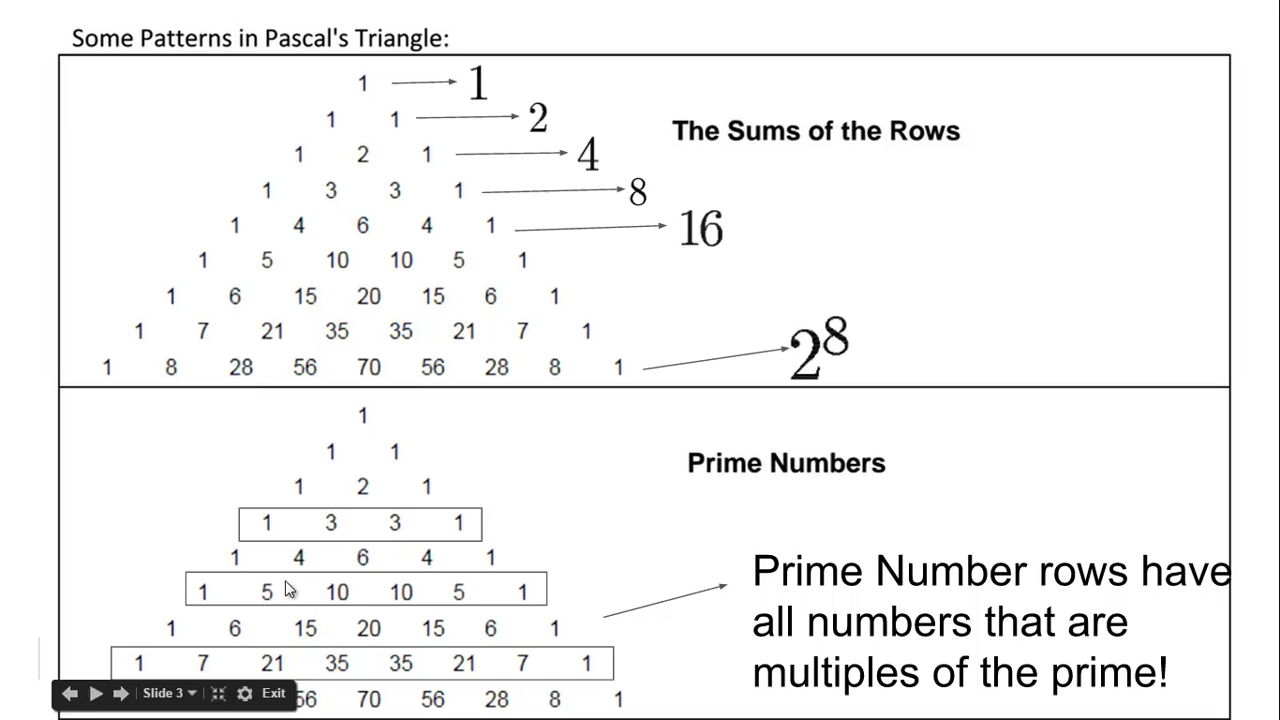 Some Patterns in Pascal's Triangle:
1 1
1 1 2
1 2 1 4
1 3 3 1 8
1 4 6 4 1 16
1 5 10 10 5 1
1 6 15 20 15 6 1
1 7 21 35 35 21 7 1
1 8 28 56 70 56 28 8 1 2⁸
The Sums of the Rows
1
1 1
1 2 1
1 3 3 1
1 4 6 4 1
1 5 10 10 5 1
1 6 15 20 15 6 1
1 7 21 35 35 21 7 1
56 70 56 28 8 1
Prime Numbers
Prime Number rows have
all numbers that are
multiples of the prime!
Slide 3 Exit